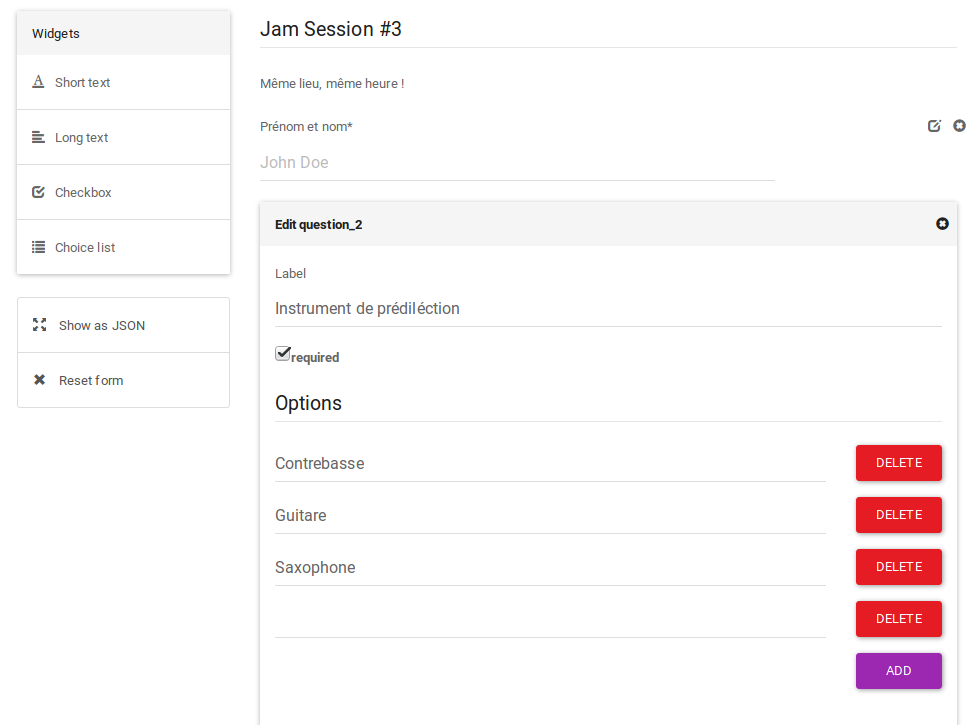 Widgets
Short text
Long text
Checkbox
Choice list
Show as JSON
Reset form
Jam Session #3
Même lieu, même heure !
Prénom et nom*
John Doe
Edit question_2
Label
Instrument de prédiléction
required
Options
Contrebasse
DELETE
Guitare
DELETE
Saxophone
DELETE
DELETE
ADD